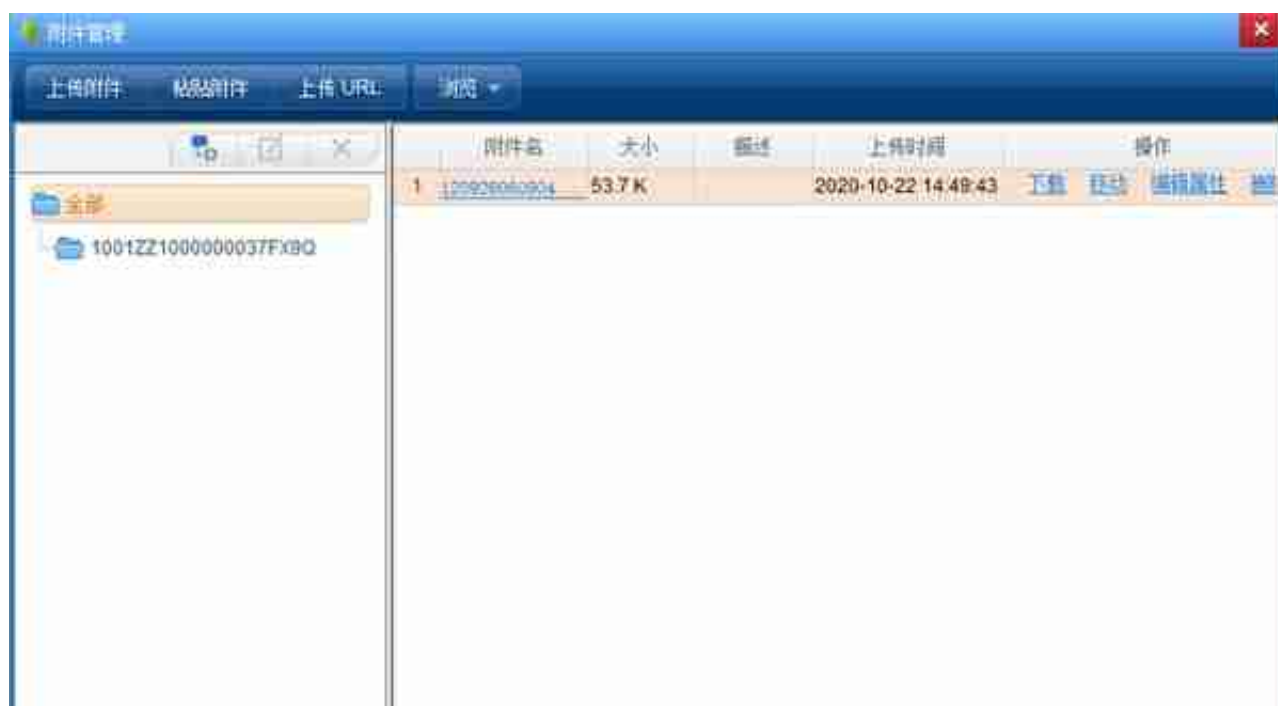 附件管理
上传附件 粘贴附件 上传 URL 浏览
附件名 大小 描述 上传时间 操作
1 53.7 K 2020-10-22 14:49:43 下载 移动 编辑属性
全部